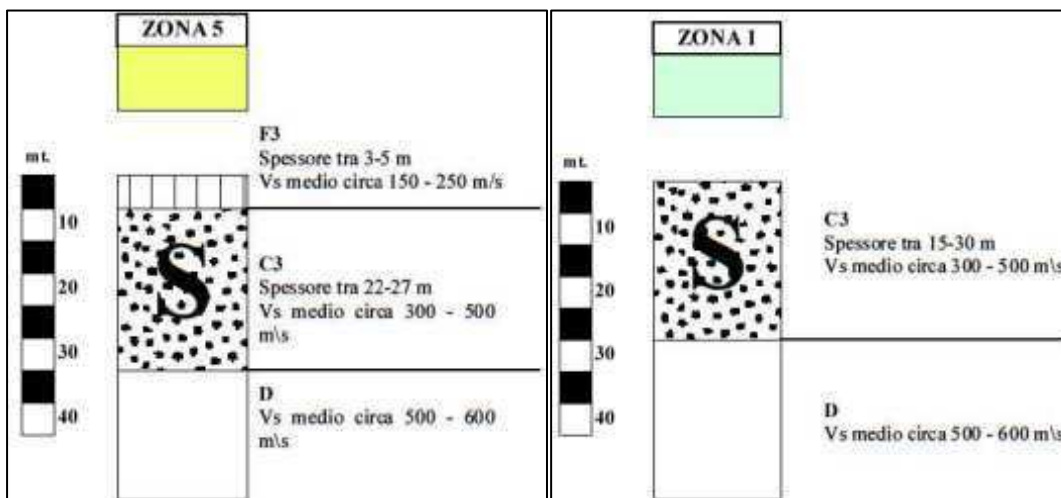 ZONA 5
F3
Spessore tra 3-5 m
Vs medio circa 150 - 250 m/s
mt.
10
20
30
40
S
C3
Spessore tra 22-27 m
Vs medio circa 300 - 500
m\s
D
Vs medio circa 500 - 600
m\s
ZONA 1
mt.
10
20
30
40
S
C3
Spessore tra 15-30 m
Vs medio circa 300 - 500 m\s
D
Vs medio circa 500 - 600 m\s